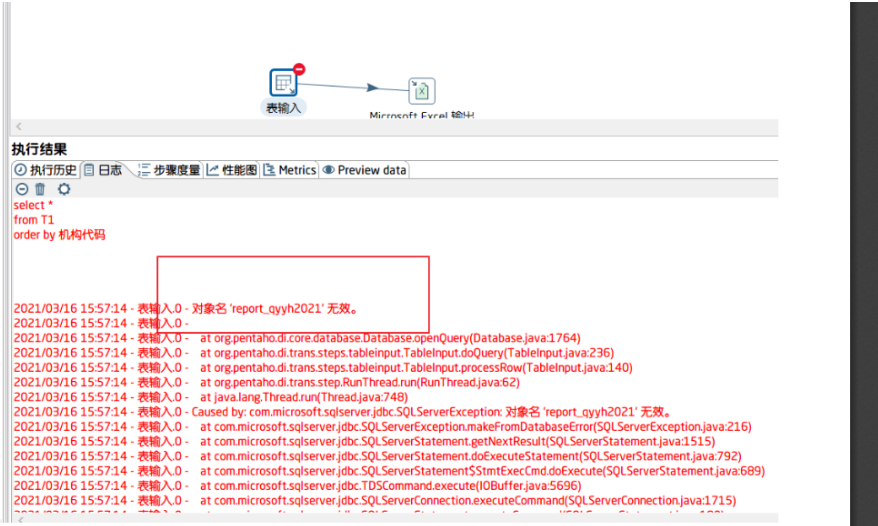 表输入
Microsoft Excel 输出
执行结果
执行历史 日志 步骤度量 性能图 Metrics Preview data
select *
from T1
order by 机构代码
2021/03/16 15:57:14 - 表输入.0 - 对象名 'report_qyyh2021' 无效。
2021/03/16 15:57:14 - 表输入.0 -
2021/03/16 15:57:14 - 表输入.0 - at org.pentaho.di.core.database.Database.openQuery(Database.java:1764)
2021/03/16 15:57:14 - 表输入.0 - at org.pentaho.di.trans.steps.tableinput.TableInput.doQuery(TableInput.java:236)
2021/03/16 15:57:14 - 表输入.0 - at org.pentaho.di.trans.steps.tableinput.TableInput.processRow(TableInput.java:140)
2021/03/16 15:57:14 - 表输入.0 - at org.pentaho.di.trans.step.RunThread.run(RunThread.java:62)
2021/03/16 15:57:14 - 表输入.0 - at java.lang.Thread.run(Thread.java:748)
2021/03/16 15:57:14 - 表输入.0 - Caused by: com.microsoft.sqlserver.jdbc.SQLServerException: 对象名 'report_qyyh2021' 无效。
2021/03/16 15:57:14 - 表输入.0 - at com.microsoft.sqlserver.jdbc.SQLServerException.makeFromDatabaseError(SQLServerException.java:216)
2021/03/16 15:57:14 - 表输入.0 - at com.microsoft.sqlserver.jdbc.SQLServerStatement.getNextResult(SQLServerStatement.java:1515)
2021/03/16 15:57:14 - 表输入.0 - at com.microsoft.sqlserver.jdbc.SQLServerStatement.doExecuteStatement(SQLServerStatement.java:792)
2021/03/16 15:57:14 - 表输入.0 - at com.microsoft.sqlserver.jdbc.SQLServerStatement$StmtExecCmd.doExecute(SQLServerStatement.java:689)
2021/03/16 15:57:14 - 表输入.0 - at com.microsoft.sqlserver.jdbc.TDSCommand.execute(IOBuffer.java:5696)
2021/03/16 15:57:14 - 表输入.0 - at com.microsoft.sqlserver.jdbc.SQLServerConnection.executeCommand(SQLServerConnection.java:1715)